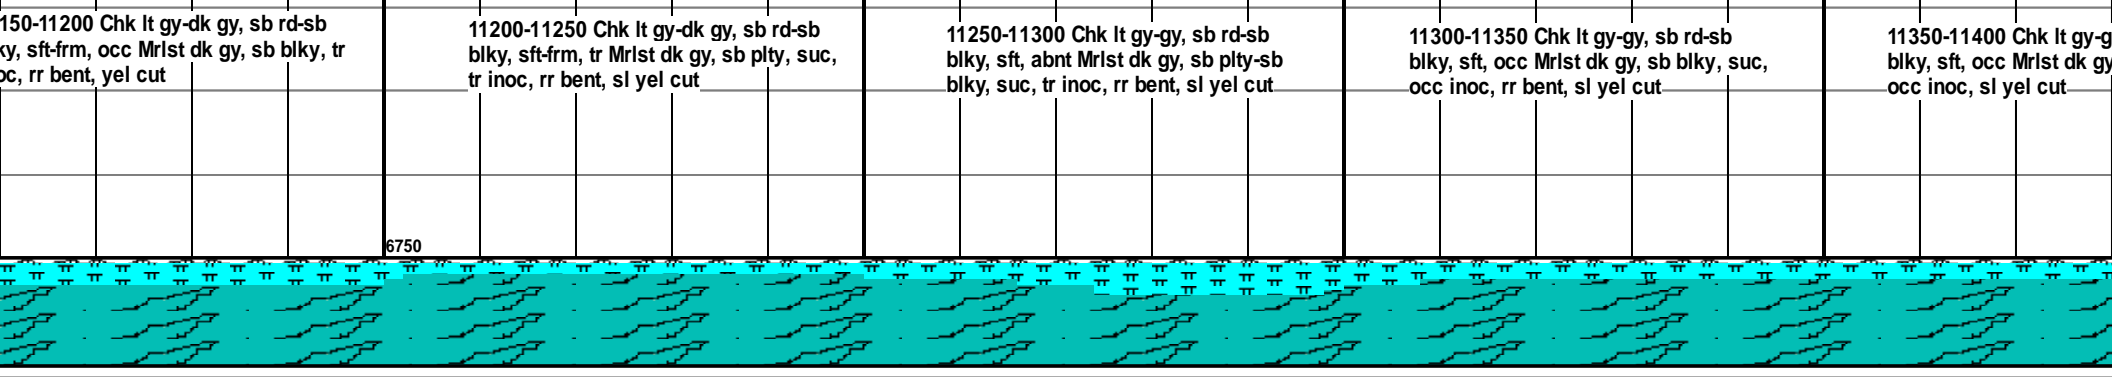 150-11200 Chk lt gy-dk gy, sb rd-sb
ky, sft-frm, occ Mrlst dk gy, sb blky, tr
oc, rr bent, yel cut
11200-11250 Chk lt gy-dk gy, sb rd-sb
blky, sft-frm, tr Mrlst dk gy, sb plty, suc,
tr inoc, rr bent, sl yel cut
11250-11300 Chk lt gy-gy, sb rd-sb
blky, sft, abnt Mrlst dk gy, sb plty-sb
blky, suc, tr inoc, rr bent, sl yel cut
11300-11350 Chk lt gy-gy, sb rd-sb
blky, sft, occ Mrlst dk gy, sb blky, suc,
occ inoc, rr bent, sl yel cut
11350-11400 Chk lt gy-g
blky, sft, occ Mrlst dk gy
occ inoc, sl yel cut
6750